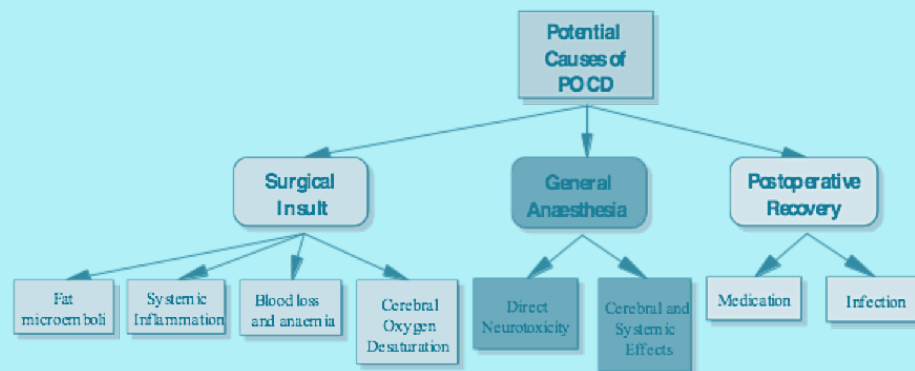 Potential
Causes of
POCD
Surgical
Insult
General
Anæsthesia
Postoperative
Recovery
Fat
microemboli
Systemic
Inflammation
Blood loss
and anaemia
Cerebral
Oxygen
Desaturation
Direct
Neurotoxicity
Cerebral and
Systemic
Effects
Medication
Infection